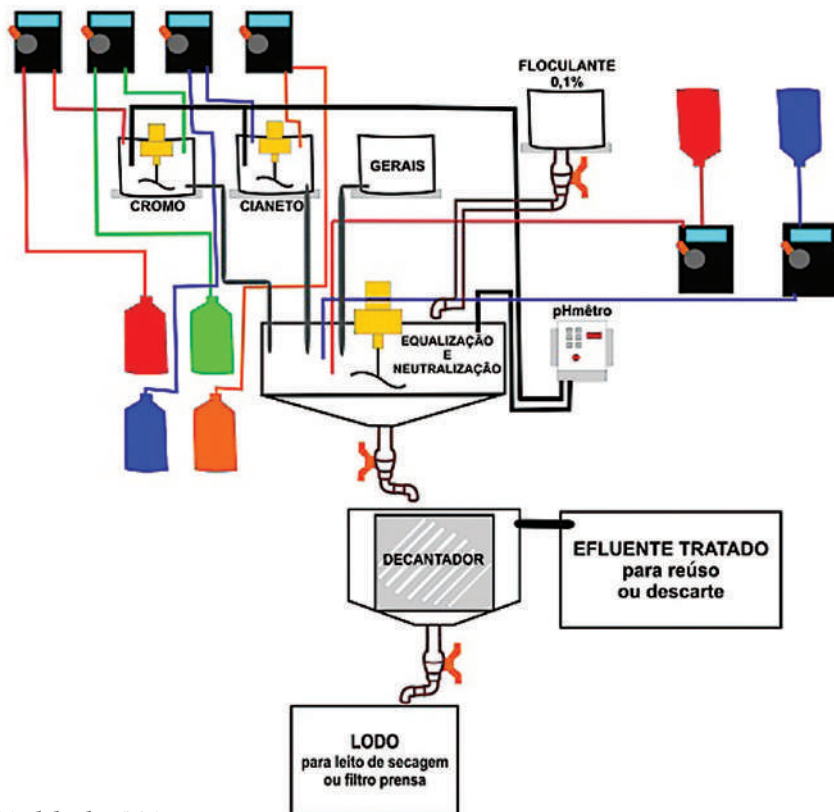 FLOCULANTE
0,1%
GERAIS
CROMO
CIANETO
pHmêtro
EQUALIZAÇÃO
E
NEUTRALIZAÇÃO
DECANTADOR
EFLUENTE TRATADO
para reúso
ou descarte
LODO
para leito de secagem
ou filtro prensa